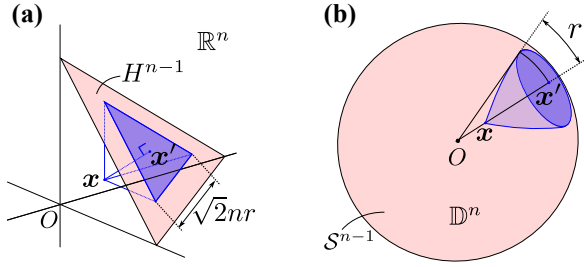 (a)
ℝⁿ
Hⁿ⁻¹
x
x′
√2nr
O
(b)
r
x′
x
O
𝔻ⁿ
𝒮ⁿ⁻¹